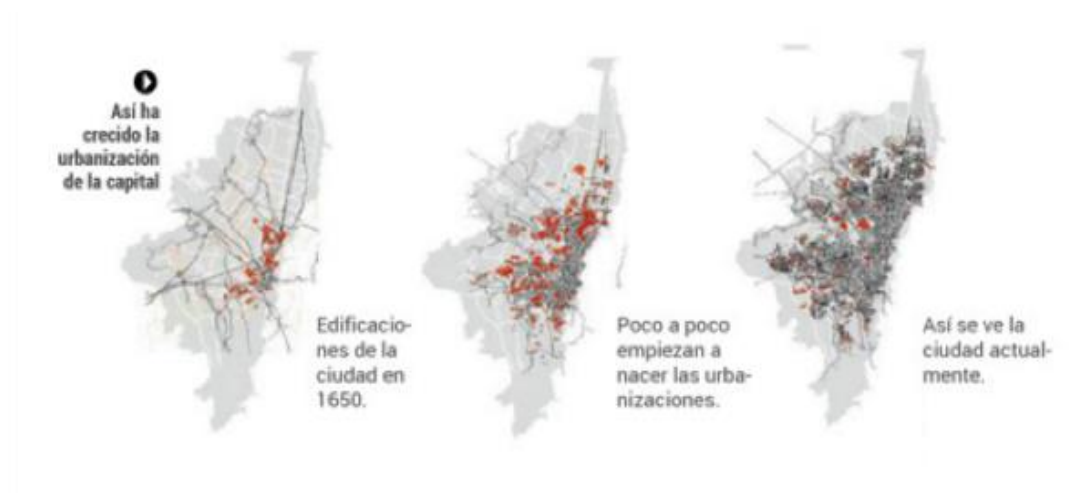 Así ha
crecido la
urbanización
de la capital
Edificacio-
nes de la
ciudad en
1650.
Poco a poco
empiezan a
nacer las urba-
nizaciones.
Así se ve la
ciudad actual-
mente.